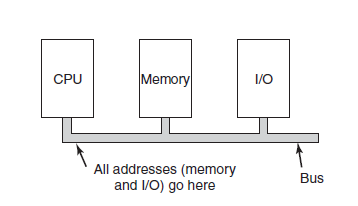 CPU
Memory
I/O
All addresses (memory
and I/O) go here
Bus